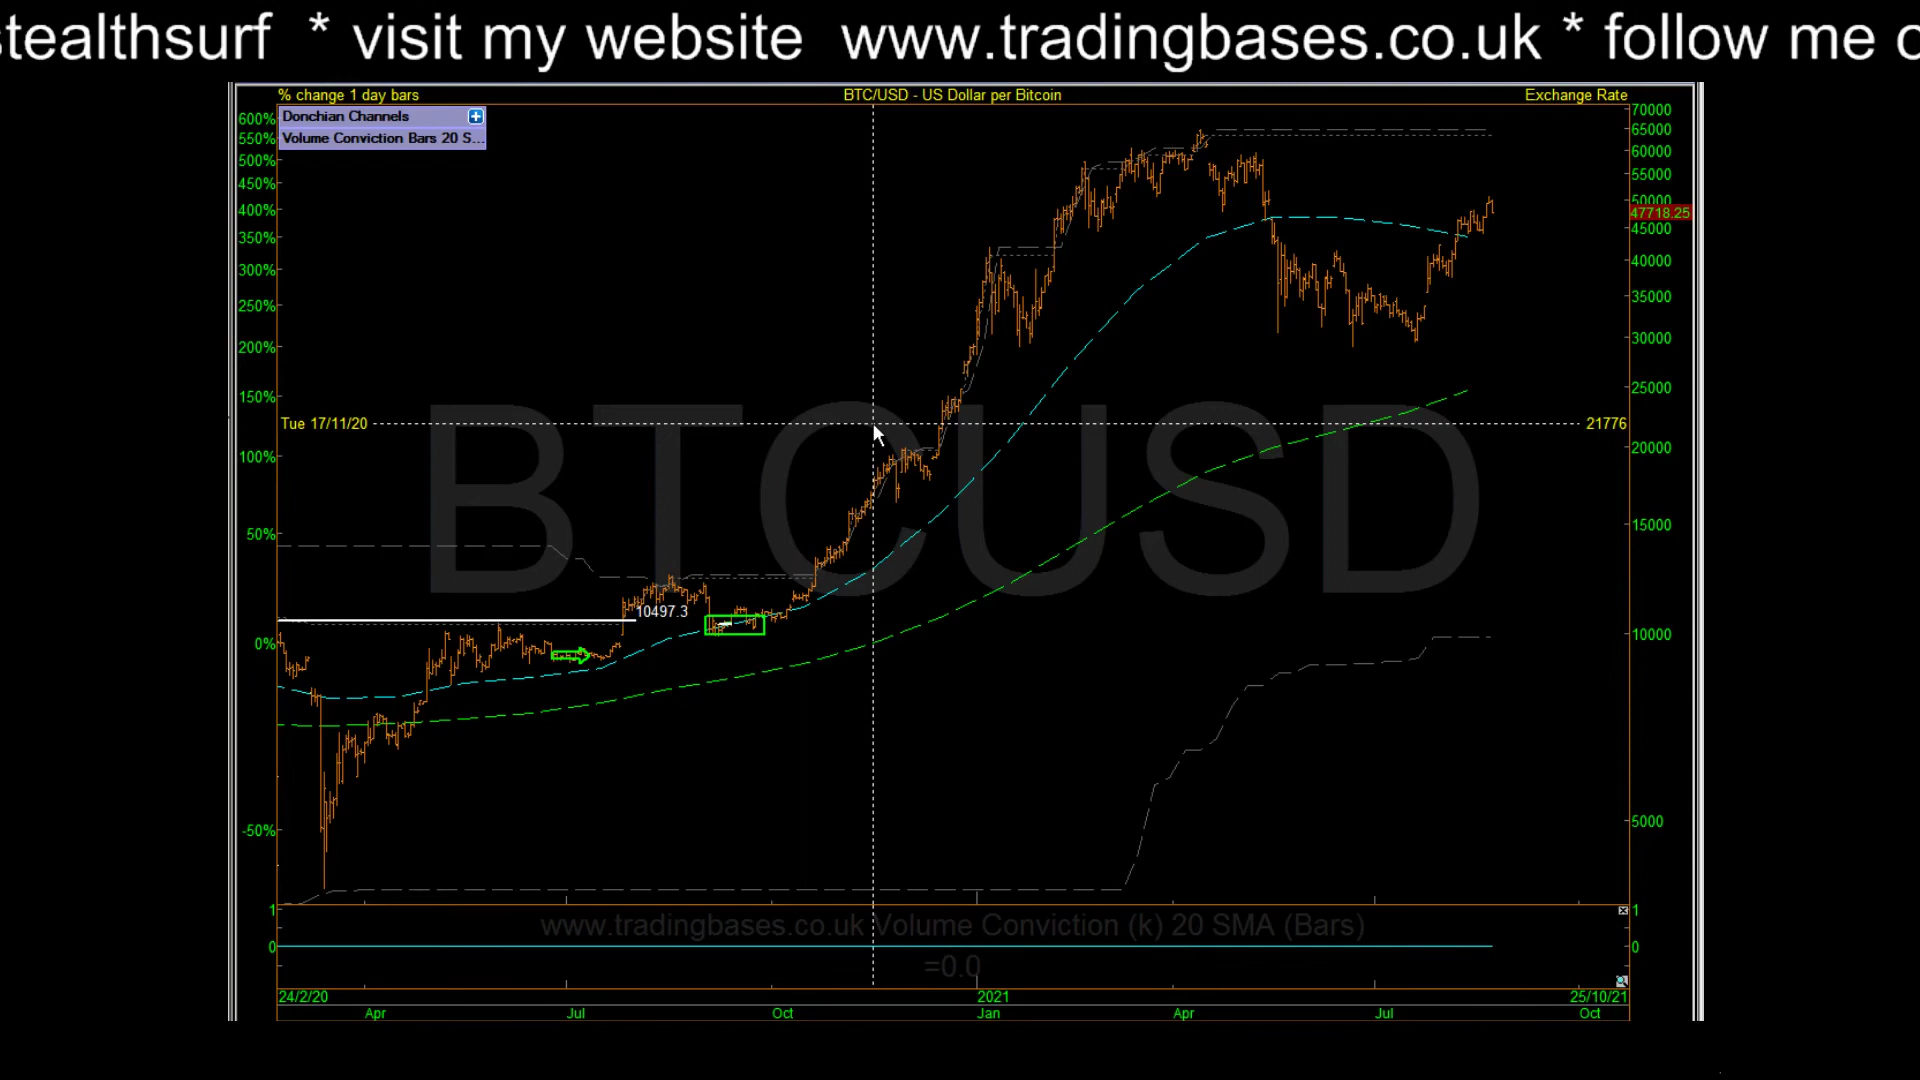 stealthsurf * visit my website www.tradingbases.co.uk * follow me o
% change 1 day bars BTC/USD - US Dollar per Bitcoin Exchange Rate
Donchian Channels
Volume Conviction Bars 20 S...
600% 70000
550% 65000
500% 60000
450% 55000
400% 50000
47718.25
350% 45000
300% 40000
250% 35000
200% 30000
150% 25000
Tue 17/11/20 21776
100% 20000
BTCUSD
50% 15000
10497.3
0% 10000
-50% 5000
1 1
www.tradingbases.co.uk Volume Conviction (k) 20 SMA (Bars)
0 0
=0.0
24/2/20 2021 25/10/21
Apr Jul Oct Jan Apr Jul Oct